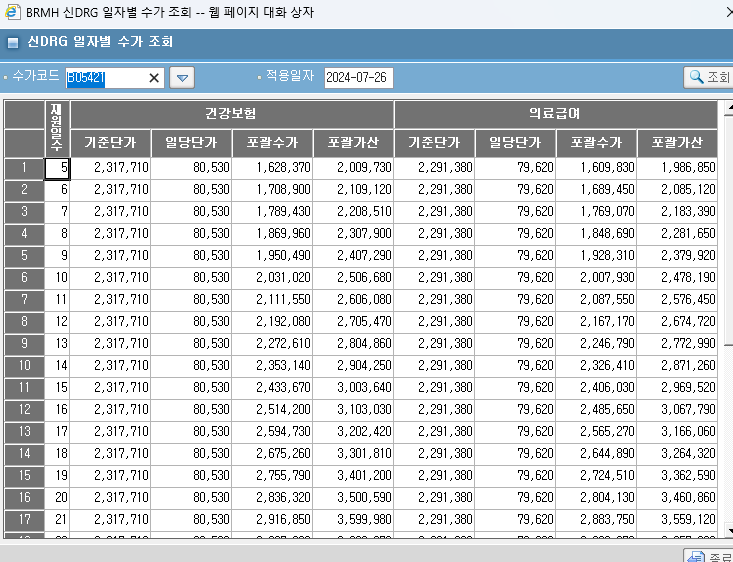 BRMH 신DRG 일자별 수가 조회 -- 웹 페이지 대화 상자
신DRG 일자별 수가 조회
수가코드 B05421 적용일자 2024-07-26 조회
재원일수 건강보험 의료급여
기준단가 일당단가 포괄수가 포괄가산 기준단가 일당단가 포괄수가 포괄가산
1 5 2,317,710 80,530 1,628,370 2,009,730 2,291,380 79,620 1,609,830 1,986,850
2 6 2,317,710 80,530 1,708,900 2,109,120 2,291,380 79,620 1,689,450 2,085,120
3 7 2,317,710 80,530 1,789,430 2,208,510 2,291,380 79,620 1,769,070 2,183,390
4 8 2,317,710 80,530 1,869,960 2,307,900 2,291,380 79,620 1,848,690 2,281,650
5 9 2,317,710 80,530 1,950,490 2,407,290 2,291,380 79,620 1,928,310 2,379,920
6 10 2,317,710 80,530 2,031,020 2,506,680 2,291,380 79,620 2,007,930 2,478,190
7 11 2,317,710 80,530 2,111,550 2,606,080 2,291,380 79,620 2,087,550 2,576,450
8 12 2,317,710 80,530 2,192,080 2,705,470 2,291,380 79,620 2,167,170 2,674,720
9 13 2,317,710 80,530 2,272,610 2,804,860 2,291,380 79,620 2,246,790 2,772,990
10 14 2,317,710 80,530 2,353,140 2,904,250 2,291,380 79,620 2,326,410 2,871,260
11 15 2,317,710 80,530 2,433,670 3,003,640 2,291,380 79,620 2,406,030 2,969,520
12 16 2,317,710 80,530 2,514,200 3,103,030 2,291,380 79,620 2,485,650 3,067,790
13 17 2,317,710 80,530 2,594,730 3,202,420 2,291,380 79,620 2,565,270 3,166,060
14 18 2,317,710 80,530 2,675,260 3,301,810 2,291,380 79,620 2,644,890 3,264,320
15 19 2,317,710 80,530 2,755,790 3,401,200 2,291,380 79,620 2,724,510 3,362,590
16 20 2,317,710 80,530 2,836,320 3,500,590 2,291,380 79,620 2,804,130 3,460,860
17 21 2,317,710 80,530 2,916,850 3,599,980 2,291,380 79,620 2,883,750 3,559,120
종료